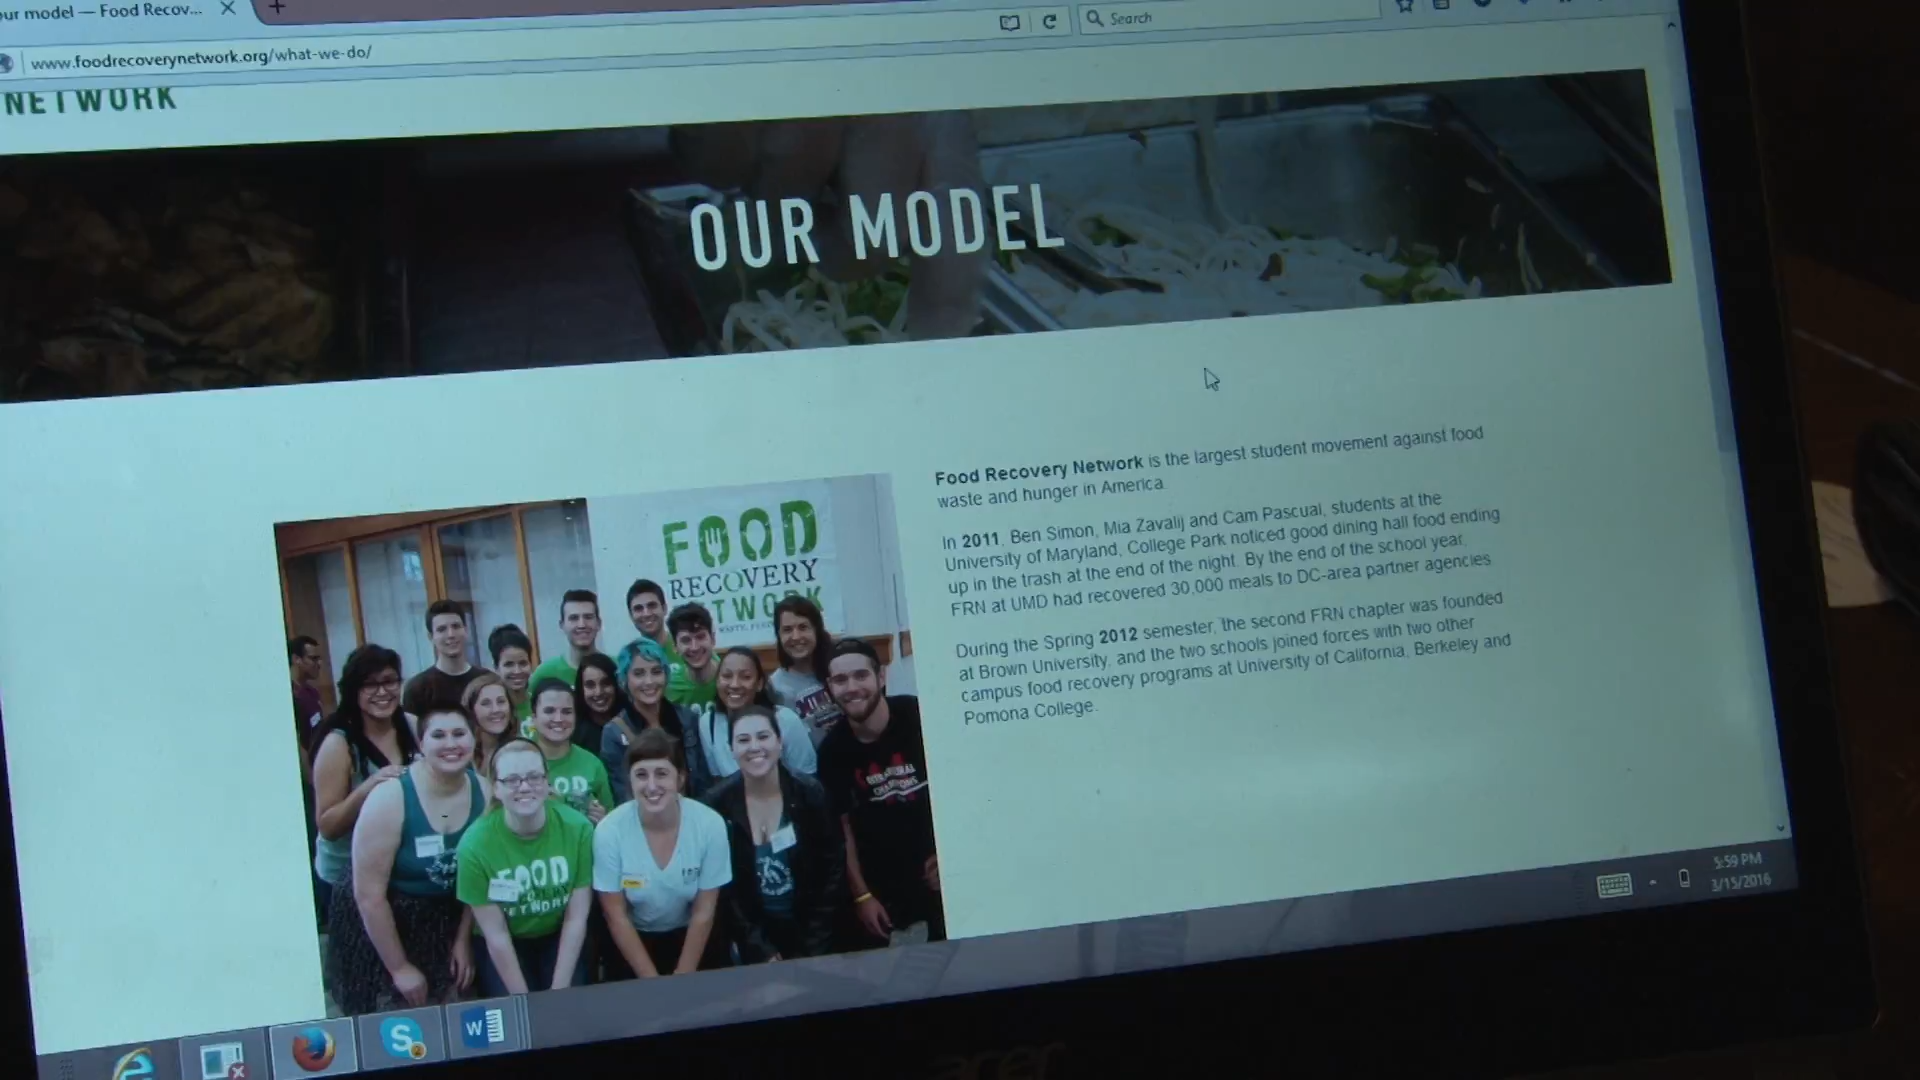 our model — Food Recov...
Search
www.foodrecoverynetwork.org/what-we-do/
NETWORK
OUR MODEL
Food Recovery Network is the largest student movement against food
waste and hunger in America.
In 2011, Ben Simon, Mia Zavalij and Cam Pascual, students at the
University of Maryland, College Park noticed good dining hall food ending
up in the trash at the end of the night. By the end of the school year,
FRN at UMD had recovered 30,000 meals to DC-area partner agencies.
During the Spring 2012 semester, the second FRN chapter was founded
at Brown University, and the two schools joined forces with two other
campus food recovery programs at University of California, Berkeley and
Pomona College.
FOOD
RECOVERY
NETWORK
FOOD
RECOVERY
NETWORK
CHAMPIONS
5:59 PM
3/15/2016
acer